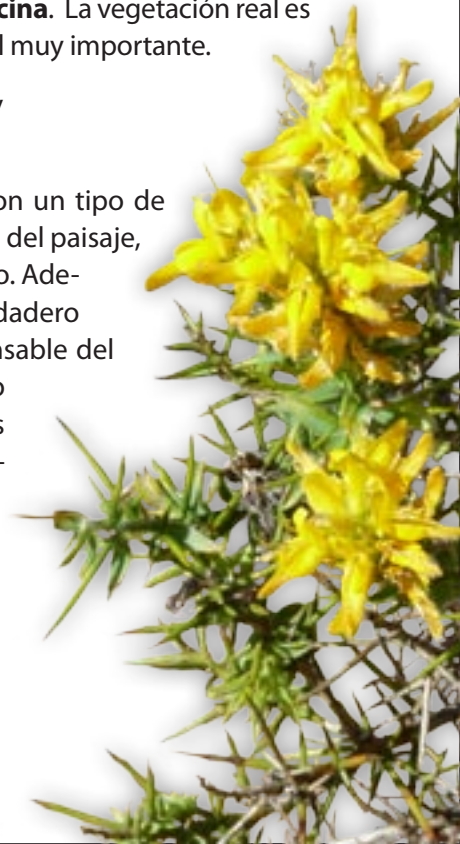 cina. La vegetación real es
l muy importante.
y
on un tipo de
del paisaje,
o. Ade-
dadero
nsable del
o
s
-